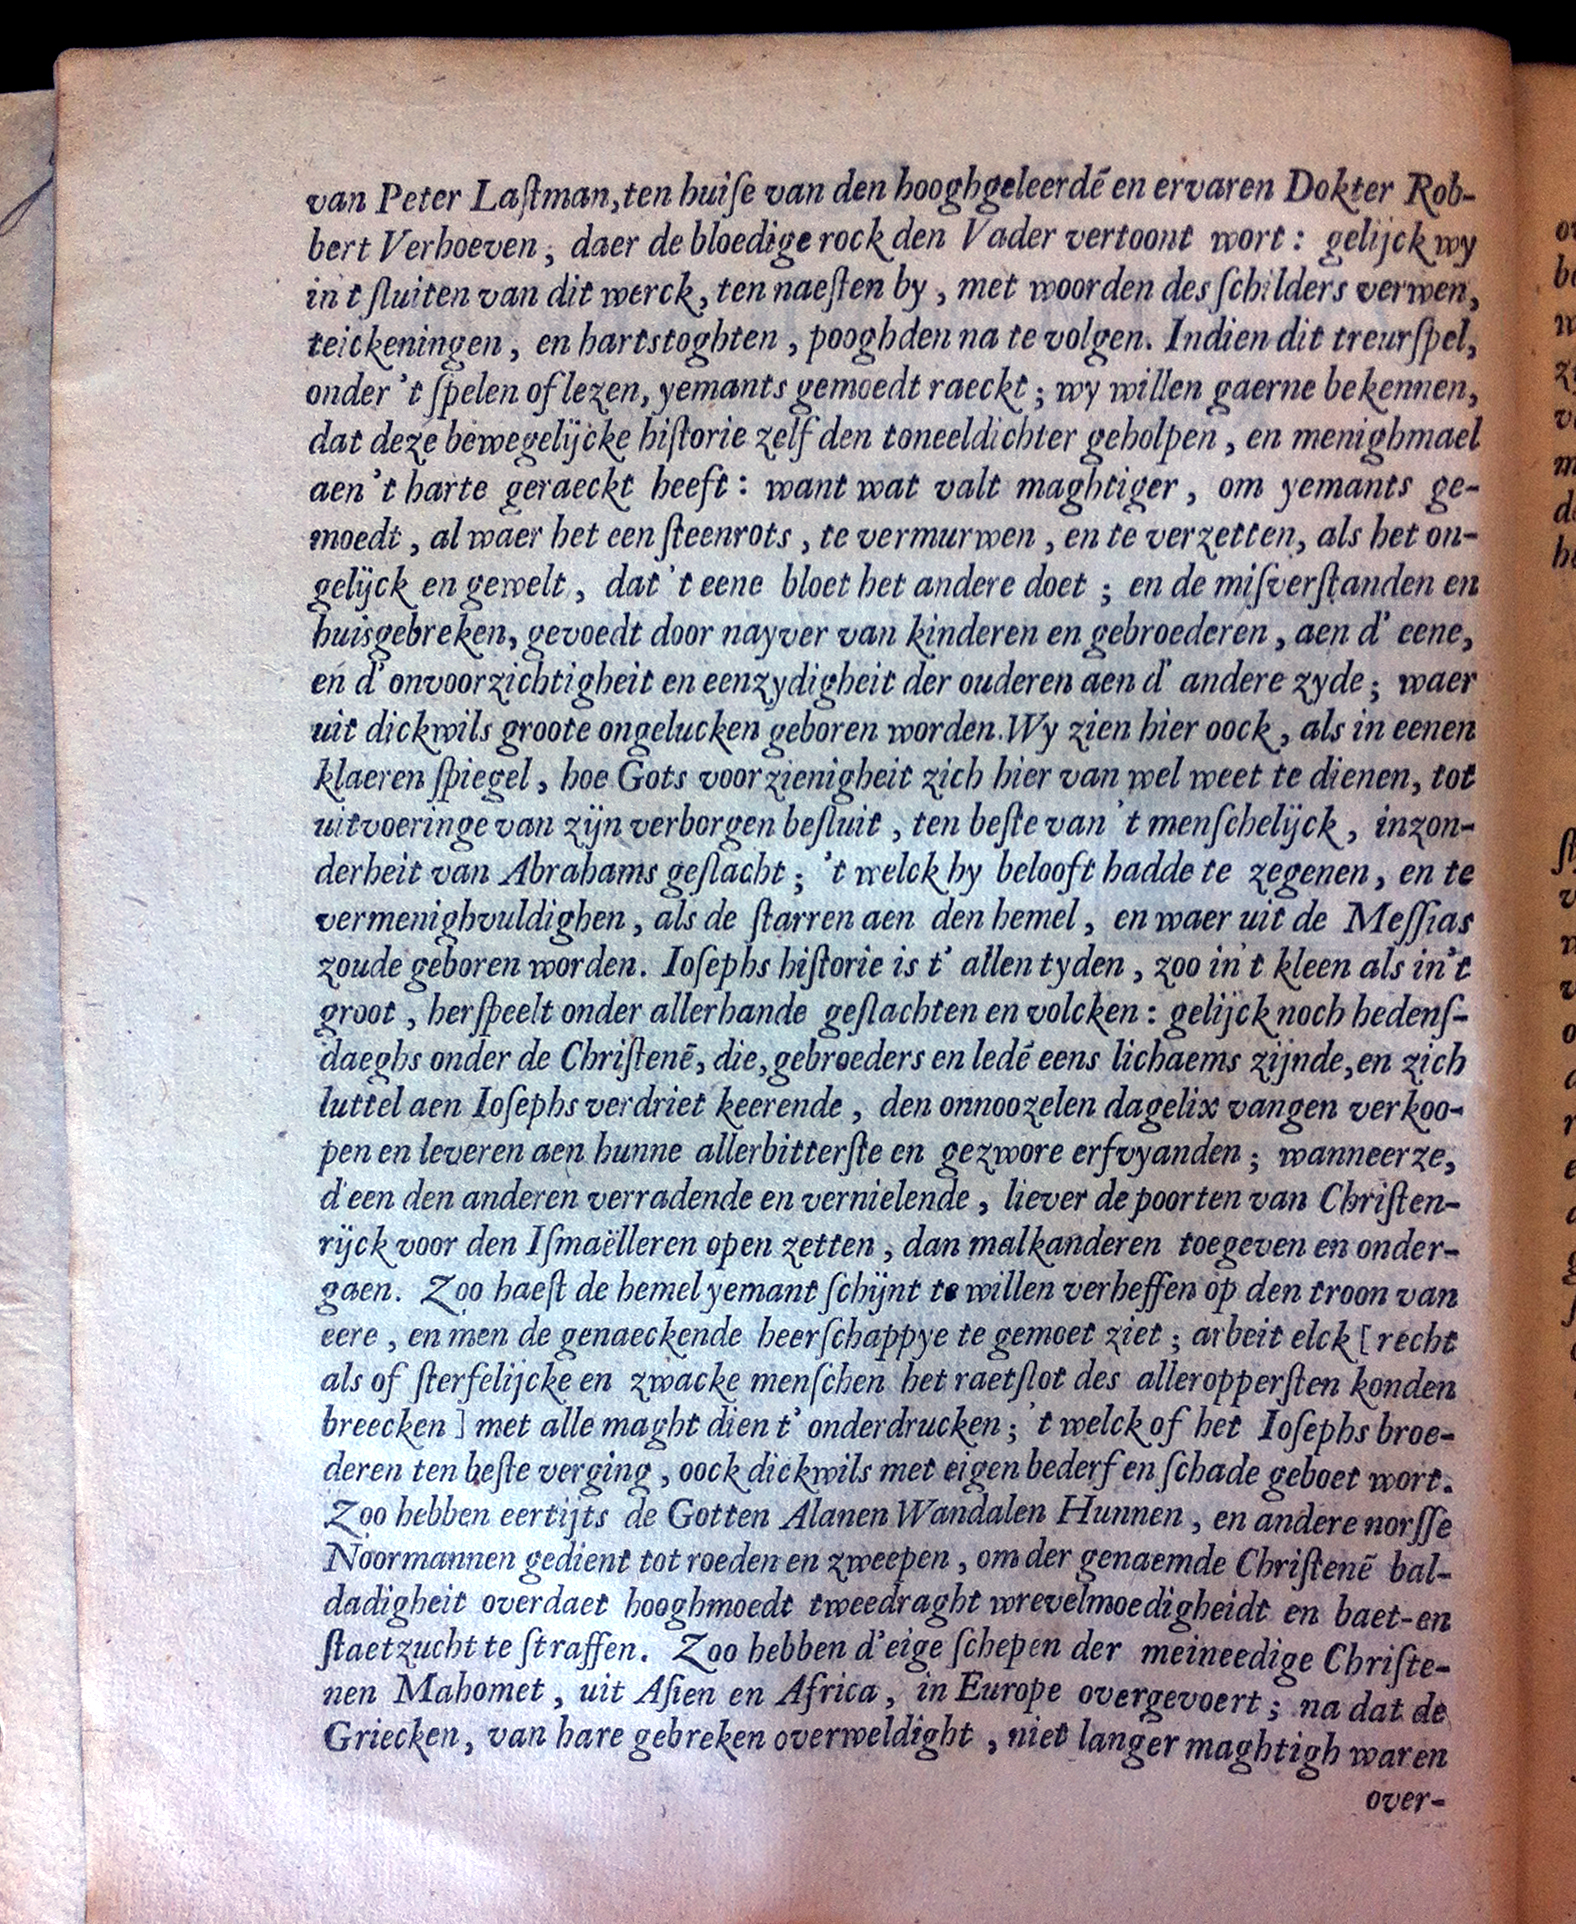 van Peter Laſtman, ten huiſe van den hooghgeleerdē en ervaren Dokter Rob-
bert Verhoeven; daer de bloedige rock den Vader vertoont wort: gelijck wy
in 't ſluiten van dit werck, ten naeſten by, met woorden des ſchilders verwen,
teickeningen, en hartstoghten, pooghden na te volgen. Indien dit treurſpel,
onder 't ſpelen of lezen, yemants gemoedt raeckt; wy willen gaerne bekennen,
dat deze bewegelijcke hiſtorie zelf den toneeldichter geholpen, en menighmael
aen 't harte geraeckt heeft: want wat valt maghtiger, om yemants ge-
moedt, al waer het een ſteenrots, te vermurwen, en te verzetten, als het on-
gelijck en gewelt, dat 't eene bloet het andere doet; en de miſverſtanden en
huisgebreken, gevoedt door nayver van kinderen en gebroederen, aen d' eene,
en d' onvoorzichtigheit en eenzydigheit der ouderen aen d' andere zyde; waer
uit dickwils groote ongelucken geboren worden. Wy zien hier oock, als in eenen
klaeren ſpiegel, hoe Gots voorzienigheit zich hier van wel weet te dienen, tot
uitvoeringe van zijn verborgen beſluit, ten beſte van 't menſchelijck, inzon-
derheit van Abrahams geſlacht; 't welck hy belooft hadde te zegenen, en te
vermenighvuldighen, als de ſtarren aen den hemel, en waer uit de Meſſias
zoude geboren worden. Ioſephs hiſtorie is t' allen tyden, zoo in't kleen als in't
groot, herſpeelt onder allerhande geſlachten en volcken: gelijck noch hedenſ-
daeghs onder de Chriſtenē, die, gebroeders en ledē eens lichaems zijnde, en zich
luttel aen Ioſephs verdriet keerende, den onnoozelen dagelix vangen verkoo-
pen en leveren aen hunne allerbitterſte en gezwore erfvyanden; wanneerze,
d'een den anderen verradende en vernielende, liever de poorten van Chriſten-
rijck voor den Iſmaëlleren open zetten, dan malkanderen toegeven en onder-
gaen. Zoo haeſt de hemel yemant ſchijnt te willen verheffen op den troon van
eere, en men de genaeckende heerſchappye te gemoet ziet; arbeit elck [recht
als of ſterfelijcke en zwacke menſchen het raetſlot des alleropperſten konden
breecken] met alle maght dien t' onderdrucken; 't welck of het Ioſephs broe-
deren ten beſte verging, oock dickwils met eigen bederf en ſchade geboet wort.
Zoo hebben eertijts de Gotten Alanen Wandalen Hunnen, en andere norſſe
Noormannen gedient tot roeden en zweepen, om der genaemde Chriſtenē bal-
dadigheit overdaet hooghmoedt tweedraght wrevelmoedigheidt en baet-en
ſtaetzucht te ſtraffen. Zoo hebben d'eige ſchepen der meineedige Chriſte-
nen Mahomet, uit Aſien en Africa, in Europe overgevoert; na dat de
Griecken, van hare gebreken overweldight, niet langer maghtigh waren
over-